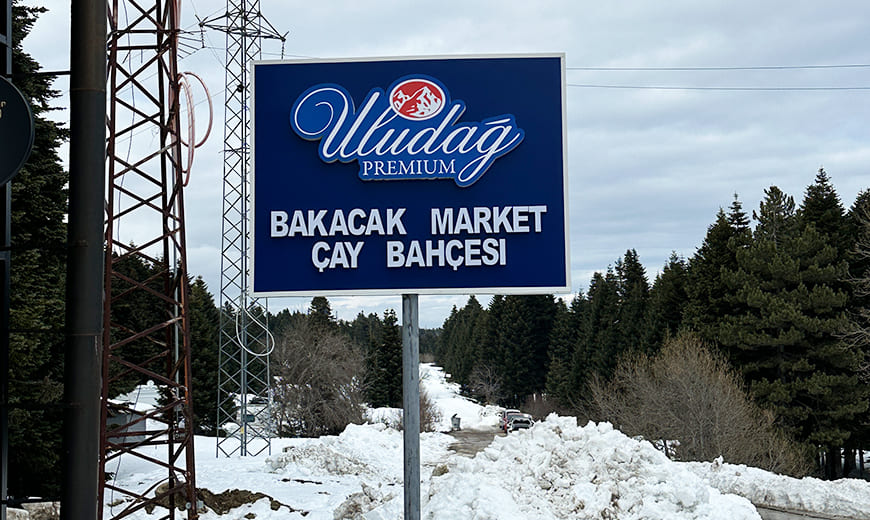 Uludağ
PREMIUM
BAKACAK MARKET
ÇAY BAHÇESI